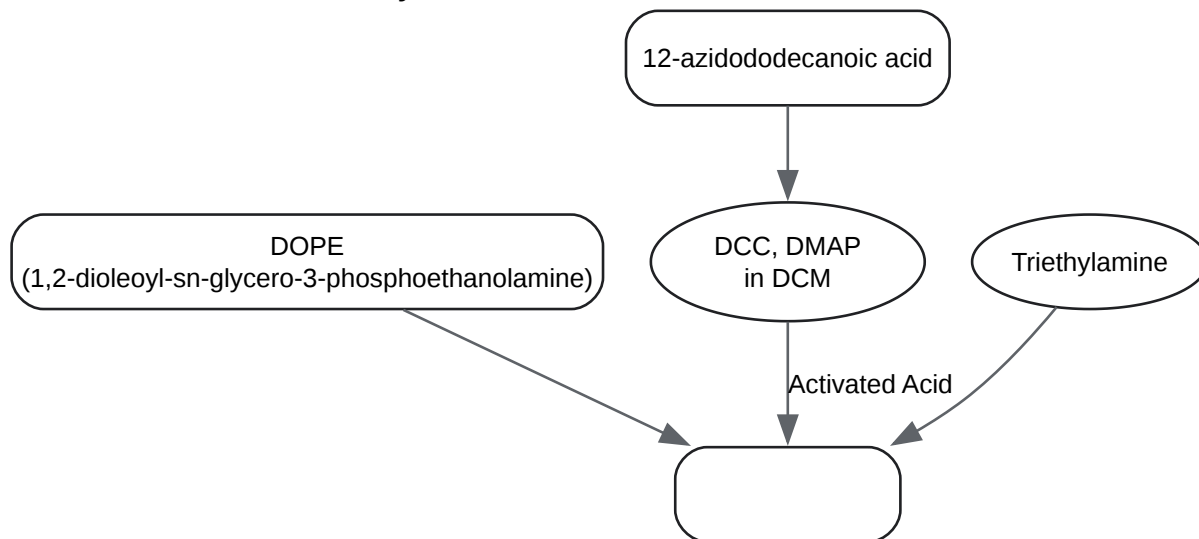 12-azidododecanoic acid
DOPE
(1,2-dioleoyl-sn-glycero-3-phosphoethanolamine)
DCC, DMAP
in DCM
Triethylamine
Activated Acid